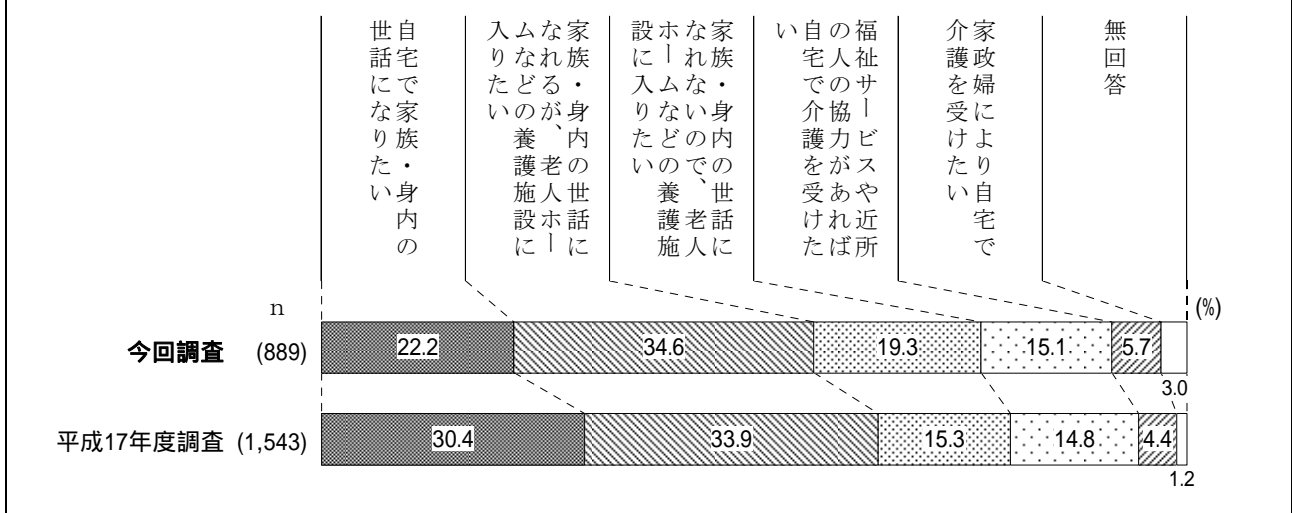 自宅で家族・身内の
世話になりたい
家族・身内の世話に
なれるが、老人ホー
ムなどの養護施設に
入りたい
家族・身内の世話に
なれないので、老人
ホームなどの養護施
設に入りたい
福祉サービスや近所
の人の協力があれば
自宅で介護を受けた
い
家政婦により自宅で
介護を受けたい
無回答
n
(%)
今回調査 (889) 22.2 34.6 19.3 15.1 5.7
3.0
平成17年度調査 (1,543) 30.4 33.9 15.3 14.8 4.4
1.2